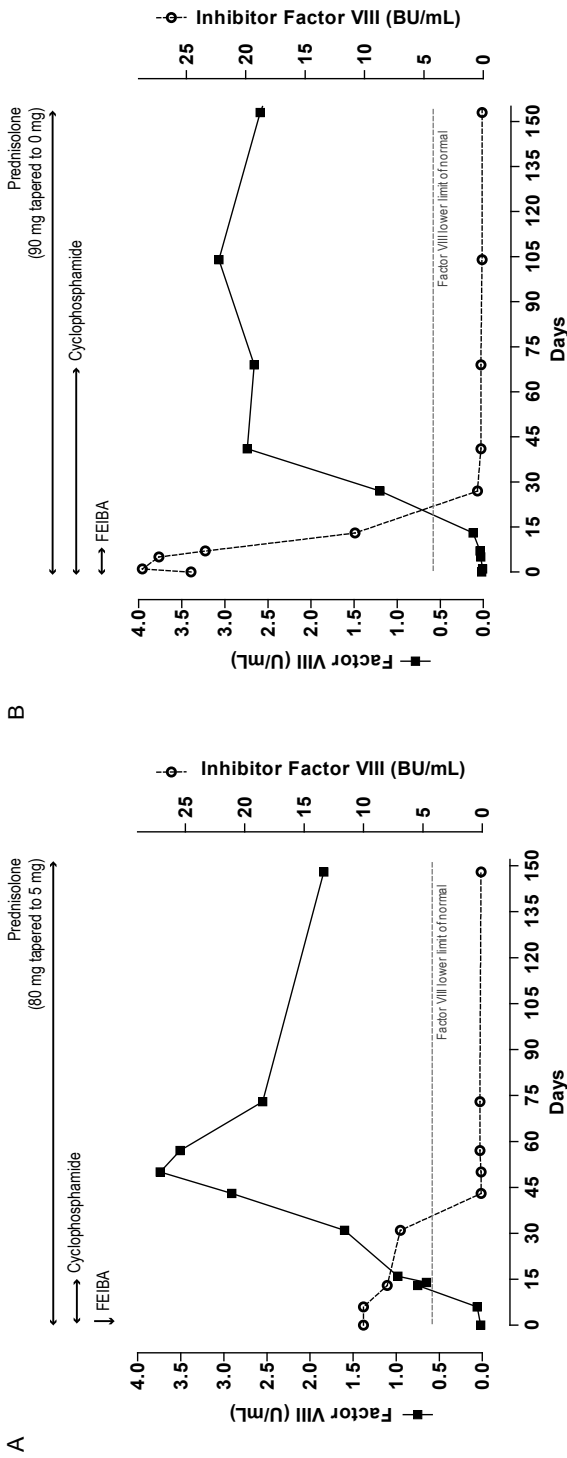 A
Prednisolone
(80 mg tapered to 5 mg)
Cyclophosphamide
FEIBA
Factor VIII (U/mL)
4.0
3.5
3.0
2.5
2.0
1.5
1.0
0.5
0.0
Inhibitor Factor VIII (BU/mL)
25
20
15
10
5
0
Factor VIII lower limit of normal
0
15
30
45
60
75
90
105
120
135
150
Days
B
Prednisolone
(90 mg tapered to 0 mg)
Cyclophosphamide
FEIBA
Factor VIII (U/mL)
4.0
3.5
3.0
2.5
2.0
1.5
1.0
0.5
0.0
Inhibitor Factor VIII (BU/mL)
25
20
15
10
5
0
Factor VIII lower limit of normal
0
15
30
45
60
75
90
105
120
135
150
Days